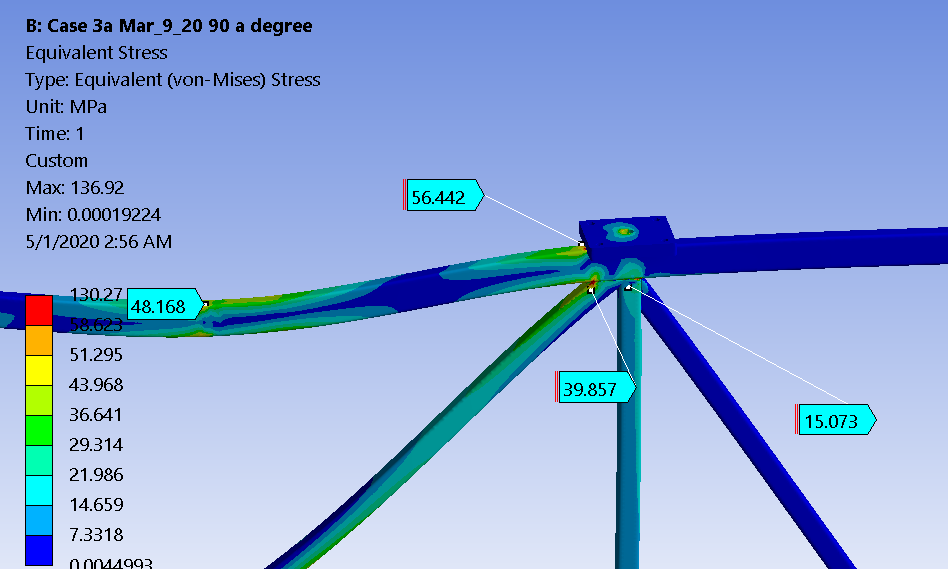 B: Case 3a Mar_9_20 90 a degree
Equivalent Stress
Type: Equivalent (von-Mises) Stress
Unit: MPa
Time: 1
Custom
Max: 136.92
Min: 0.00019224
5/1/2020 2:56 AM
56.442
130.27
48.168
58.623
51.295
43.968
36.641
29.314
21.986
14.659
7.3318
0.0044993
39.857
15.073